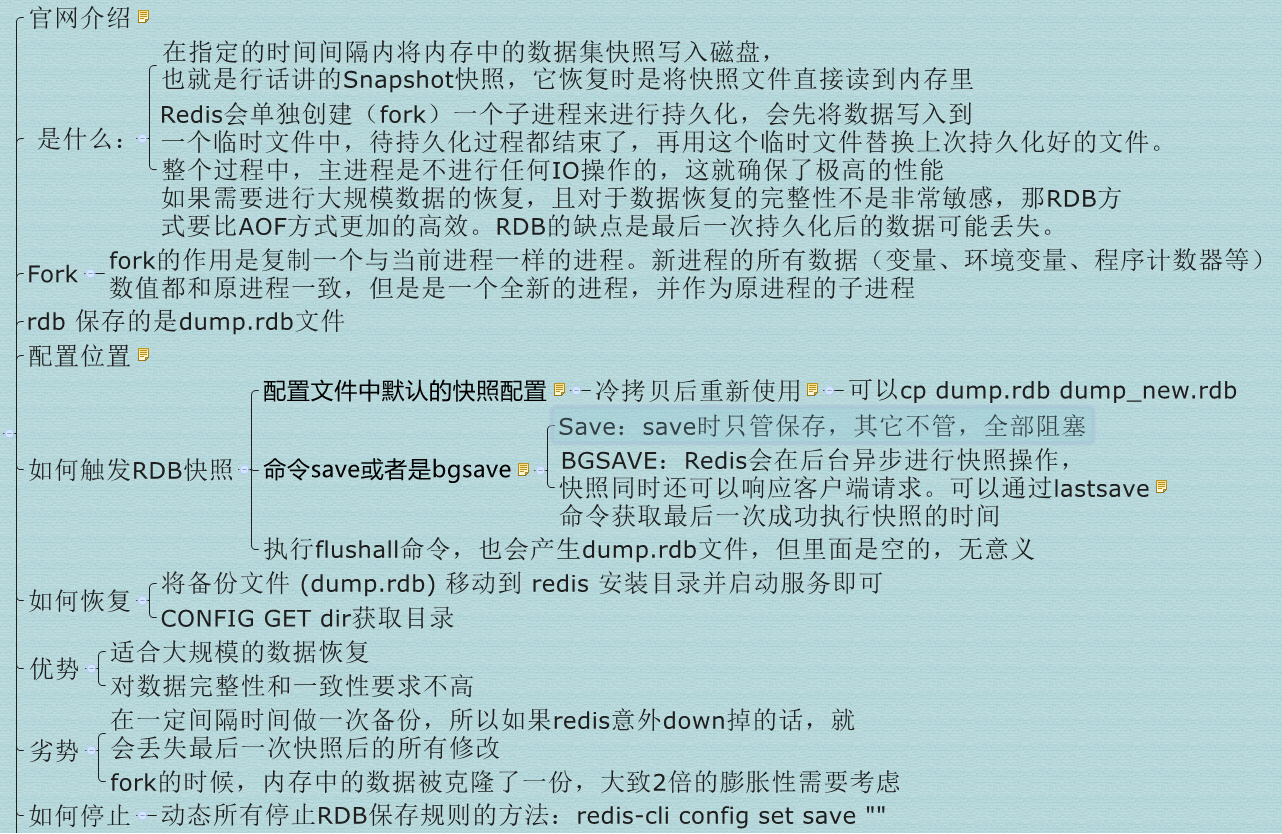 官网介绍
是什么：
在指定的时间间隔内将内存中的数据集快照写入磁盘，
也就是行话讲的Snapshot快照，它恢复时是将快照文件直接读到内存里
Redis会单独创建（fork）一个子进程来进行持久化，会先将数据写入到
一个临时文件中，待持久化过程都结束了，再用这个临时文件替换上次持久化好的文件。
整个过程中，主进程是不进行任何IO操作的，这就确保了极高的性能
如果需要进行大规模数据的恢复，且对于数据恢复的完整性不是非常敏感，那RDB方
式要比AOF方式更加的高效。RDB的缺点是最后一次持久化后的数据可能丢失。
Fork
fork的作用是复制一个与当前进程一样的进程。新进程的所有数据（变量、环境变量、程序计数器等）
数值都和原进程一致，但是是一个全新的进程，并作为原进程的子进程
rdb 保存的是dump.rdb文件
配置位置
如何触发RDB快照
配置文件中默认的快照配置
冷拷贝后重新使用
可以cp dump.rdb dump_new.rdb
命令save或者是bgsave
Save：save时只管保存，其它不管，全部阻塞
BGSAVE：Redis会在后台异步进行快照操作，
快照同时还可以响应客户端请求。可以通过lastsave
命令获取最后一次成功执行快照的时间
执行flushall命令，也会产生dump.rdb文件，但里面是空的，无意义
如何恢复
将备份文件 (dump.rdb) 移动到 redis 安装目录并启动服务即可
CONFIG GET dir获取目录
优势
适合大规模的数据恢复
对数据完整性和一致性要求不高
劣势
在一定间隔时间做一次备份，所以如果redis意外down掉的话，就
会丢失最后一次快照后的所有修改
fork的时候，内存中的数据被克隆了一份，大致2倍的膨胀性需要考虑
如何停止
动态所有停止RDB保存规则的方法：redis-cli config set save ""